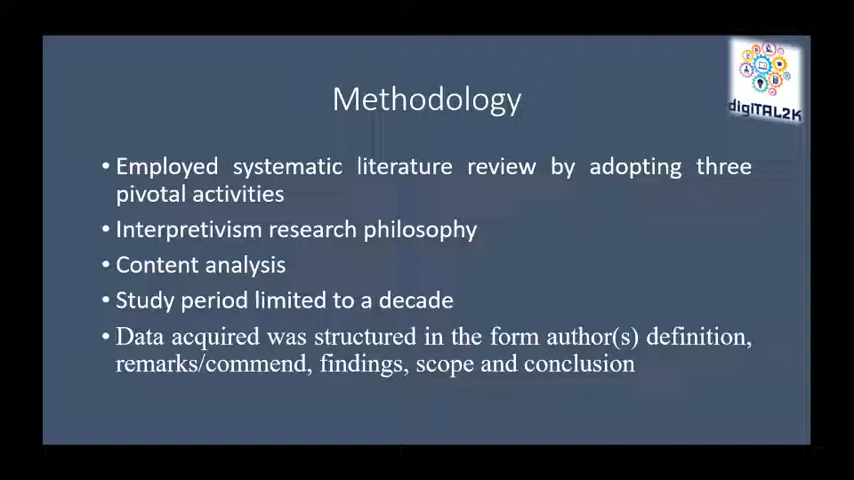 digiTAL2K
Methodology
• Employed systematic literature review by adopting three
pivotal activities
• Interpretivism research philosophy
• Content analysis
• Study period limited to a decade
• Data acquired was structured in the form author(s) definition,
remarks/commend, findings, scope and conclusion